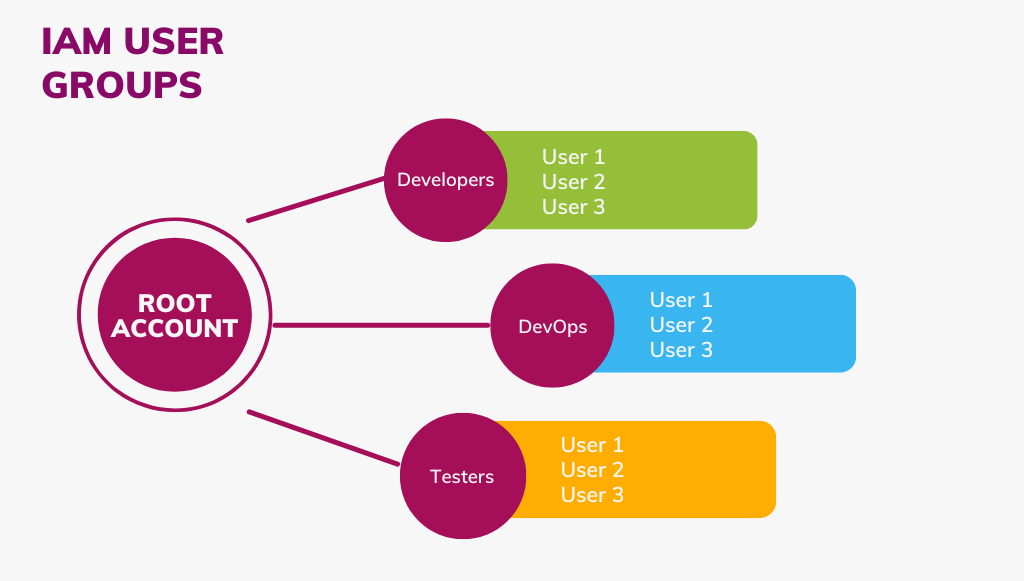 IAM USER
GROUPS
Developers
User 1
User 2
User 3
ROOT
ACCOUNT
DevOps
User 1
User 2
User 3
Testers
User 1
User 2
User 3